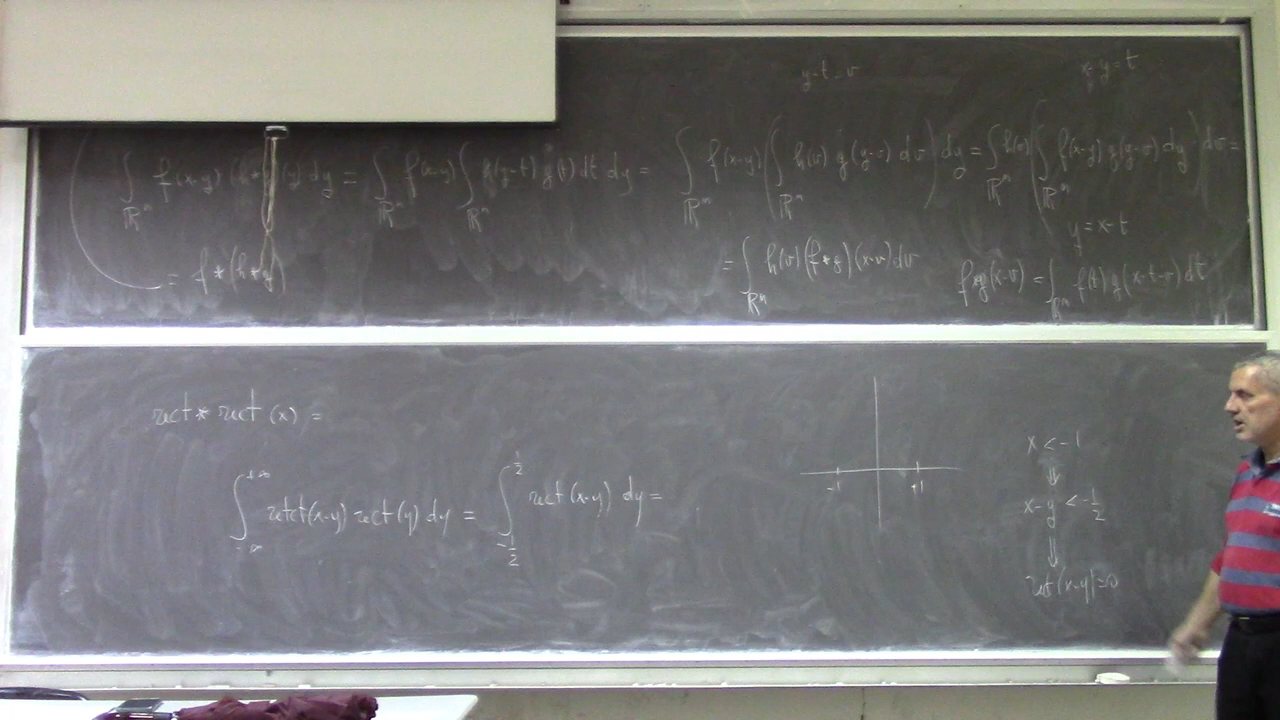 y-t=v
x-y=t
∫_{ℝⁿ} f(x-y) (h*g)(y) dy = ∫_{ℝⁿ} f(x-y) ∫_{ℝⁿ} h(y-t) g(t) dt dy = ∫_{ℝⁿ} f(x-y) ( ∫_{ℝⁿ} h(v) g(y-v) dv ) dy = ∫_{ℝⁿ} h(v) ( ∫_{ℝⁿ} f(x-y) g(y-v) dy ) dv =
y = x-t
= f*(h*g)
= ∫_{ℝⁿ} h(v) (f*g)(x-v) dv
f*g(x-v) = ∫_{ℝⁿ} f(t) g(x-t-v) dt
rect * rect (x) =
∫_{-∞}^{+∞} rect(x-y) rect(y) dy = ∫_{-1/2}^{1/2} rect(x-y) dy =
-1 +1
x < -1
⇓
x-y < -1/2
⇓
rect(x-y)=0